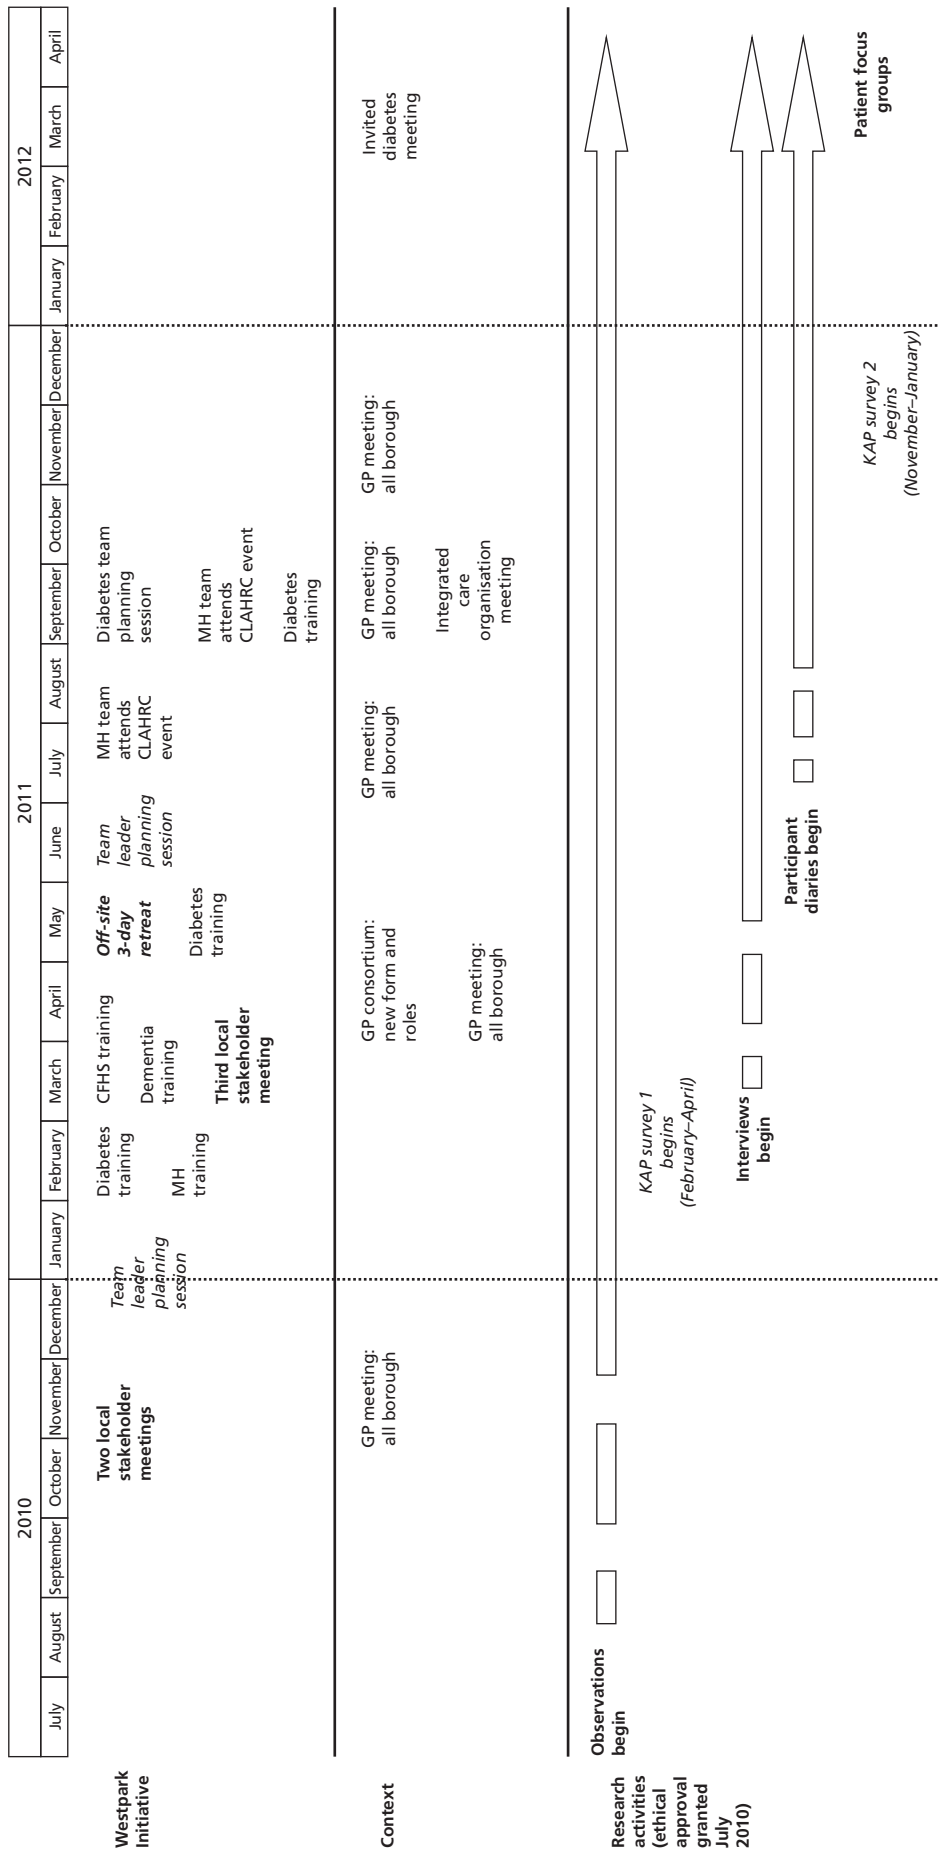 2010
2011
2012
July
August
September
October
November
December
January
February
March
April
May
June
July
August
September
October
November
December
January
February
March
April
Westpark
Initiative
Two local
stakeholder
meetings
Team
leader
planning
session
Diabetes
training
MH
training
CFHS training
Dementia
training
Third local
stakeholder
meeting
Off-site
3-day
retreat
Diabetes
training
Team
leader
planning
session
MH team
attends
CLAHRC
event
Diabetes team
planning
session
MH team
attends
CLAHRC event
Diabetes
training
Context
GP meeting:
all borough
GP consortium:
new form and
roles
GP meeting:
all borough
GP meeting:
all borough
GP meeting:
all borough
Integrated
care
organisation
meeting
GP meeting:
all borough
Invited
diabetes
meeting
Research
activities
(ethical
approval
granted
July
2010)
Observations
begin
KAP survey 1
begins
(February–April)
Interviews
begin
Participant
diaries begin
KAP survey 2
begins
(November–January)
Patient focus
groups